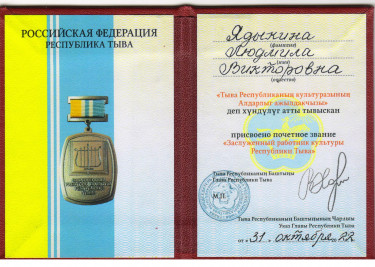 РОССИЙСКАЯ ФЕДЕРАЦИЯ
РЕСПУБЛИКА ТЫВА
Ядыкина
(фамилия)
Людмила
(имя)
Викторовна
(отчество)
«Тыва Республиканың культуразының
Алдарлыг ажылдакчызы»
деп хүндүлүг атты тывыскан
присвоено почетное звание
«Заслуженный работник культуры
Республики Тыва»
Тыва Республиканың Баштыңы
Глава Республики Тыва
М.П.
Тыва Республиканың Баштыңының Чарлыы
Указ Главы Республики Тыва
от «31» октября 22